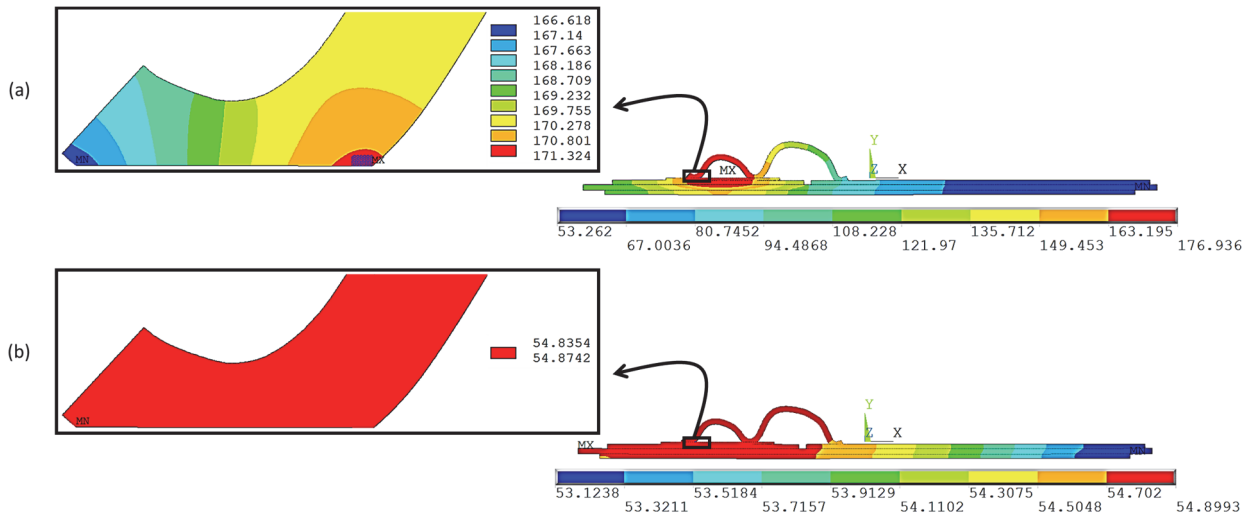 (a)
166.618
167.14
167.663
168.186
168.709
169.232
169.755
170.278
170.801
171.324
MN
MX
MX
Y
Z X
MN
53.262
67.0036
80.7452
94.4868
108.228
121.97
135.712
149.453
163.195
176.936
(b)
54.8354
54.8742
MN
MX
Y
Z X
MN
53.1238
53.3211
53.5184
53.7157
53.9129
54.1102
54.3075
54.5048
54.702
54.8993